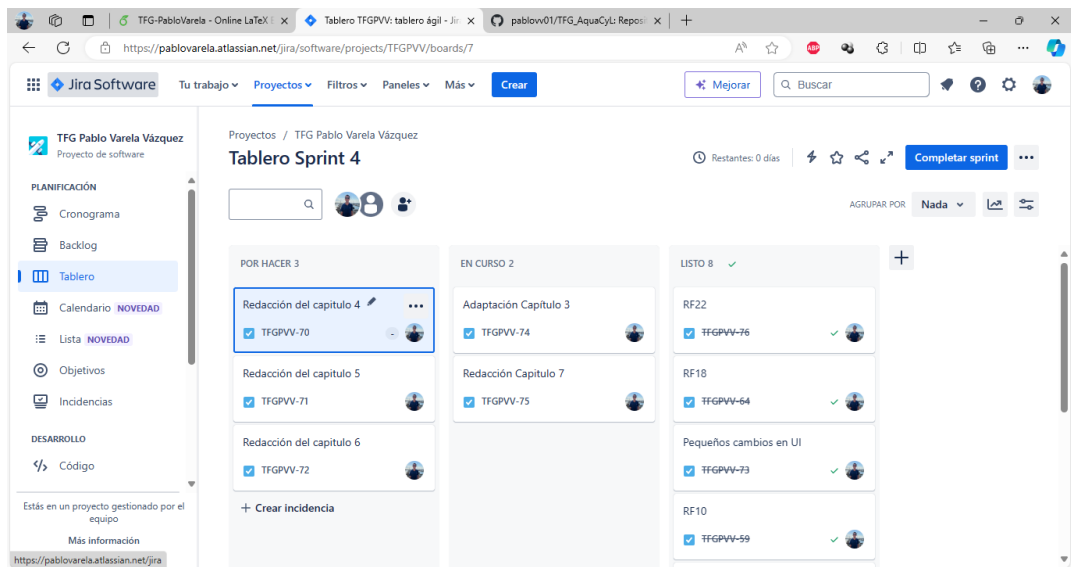 TFG-PabloVarela - Online LaTeX E
Tablero TFGPVV: tablero ágil - Jir
pablovv01/TFG_AquaCyL: Reposi
https://pablovarela.atlassian.net/jira/software/projects/TFGPVV/boards/7
ABP
Jira Software
Tu trabajo
Proyectos
Filtros
Paneles
Más
Crear
Mejorar
Buscar
TFG Pablo Varela Vázquez
Proyecto de software
PLANIFICACIÓN
Cronograma
Backlog
Tablero
Calendario NOVEDAD
Lista NOVEDAD
Objetivos
Incidencias
DESARROLLO
Código
Estás en un proyecto gestionado por el
equipo
Más información
https://pablovarela.atlassian.net/jira
Proyectos / TFG Pablo Varela Vázquez
Tablero Sprint 4
Restantes: 0 días
Completar sprint
AGRUPAR POR
Nada
POR HACER 3
Redacción del capitulo 4
TFGPVV-70
-
Redacción del capitulo 5
TFGPVV-71
Redacción del capitulo 6
TFGPVV-72
+ Crear incidencia
EN CURSO 2
Adaptación Capítulo 3
TFGPVV-74
Redacción Capitulo 7
TFGPVV-75
LISTO 8
RF22
TFGPVV-76
RF18
TFGPVV-64
Pequeños cambios en UI
TFGPVV-73
RF10
TFGPVV-59